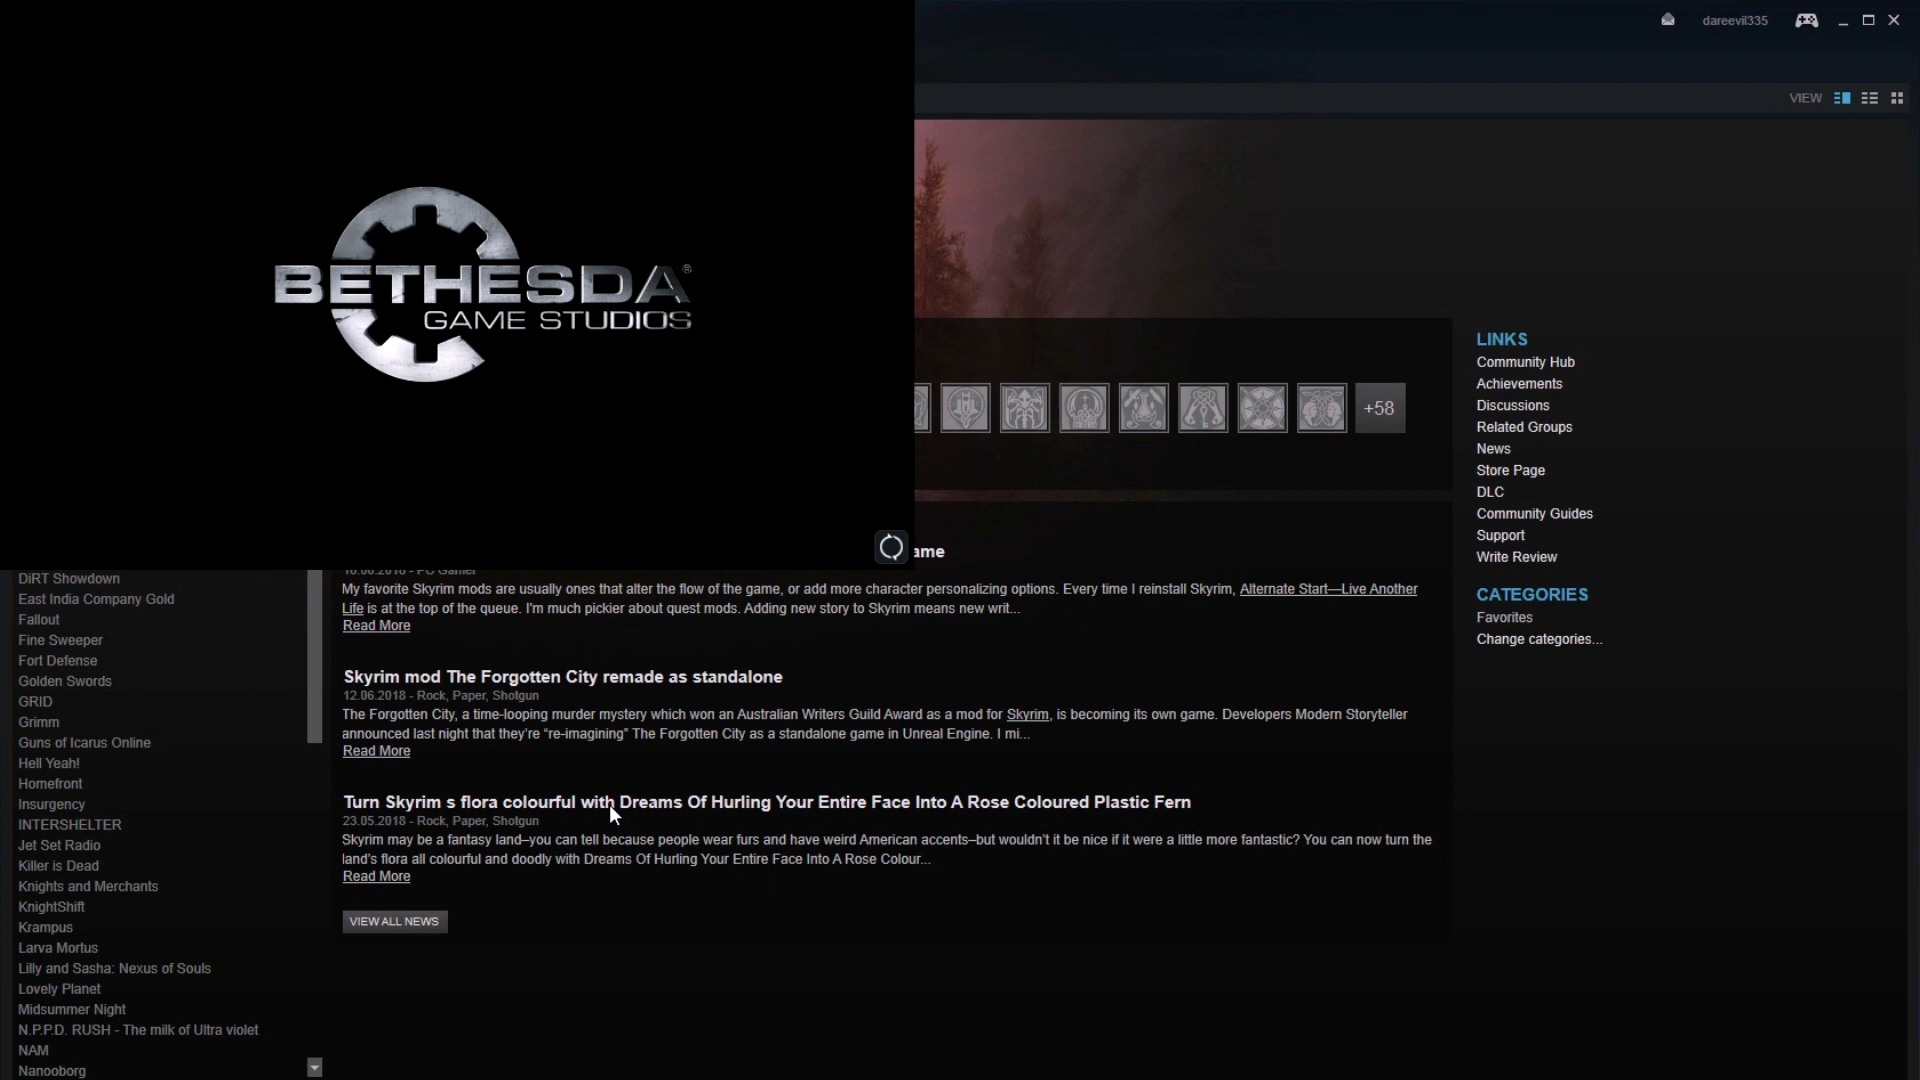 dareevil335
VIEW
BETHESDA®
GAME STUDIOS
+58
LINKS
Community Hub
Achievements
Discussions
Related Groups
News
Store Page
DLC
Community Guides
Support
Write Review
CATEGORIES
Favorites
Change categories...
ame
My favorite Skyrim mods are usually ones that alter the flow of the game, or add more character personalizing options. Every time I reinstall Skyrim, Alternate Start—Live Another
Life is at the top of the queue. I'm much pickier about quest mods. Adding new story to Skyrim means new writ...
Read More
Skyrim mod The Forgotten City remade as standalone
12.06.2018 - Rock, Paper, Shotgun
The Forgotten City, a time-looping murder mystery which won an Australian Writers Guild Award as a mod for Skyrim, is becoming its own game. Developers Modern Storyteller
announced last night that they're “re-imagining” The Forgotten City as a standalone game in Unreal Engine. I mi...
Read More
Turn Skyrim s flora colourful with Dreams Of Hurling Your Entire Face Into A Rose Coloured Plastic Fern
23.05.2018 - Rock, Paper, Shotgun
Skyrim may be a fantasy land–you can tell because people wear furs and have weird American accents–but wouldn't it be nice if it were a little more fantastic? You can now turn the
land's flora all colourful and doodly with Dreams Of Hurling Your Entire Face Into A Rose Colour...
Read More
VIEW ALL NEWS
DiRT Showdown
East India Company Gold
Fallout
Fine Sweeper
Fort Defense
Golden Swords
GRID
Grimm
Guns of Icarus Online
Hell Yeah!
Homefront
Insurgency
INTERSHELTER
Jet Set Radio
Killer is Dead
Knights and Merchants
KnightShift
Krampus
Larva Mortus
Lilly and Sasha: Nexus of Souls
Lovely Planet
Midsummer Night
N.P.P.D. RUSH - The milk of Ultra violet
NAM
Nanooborg